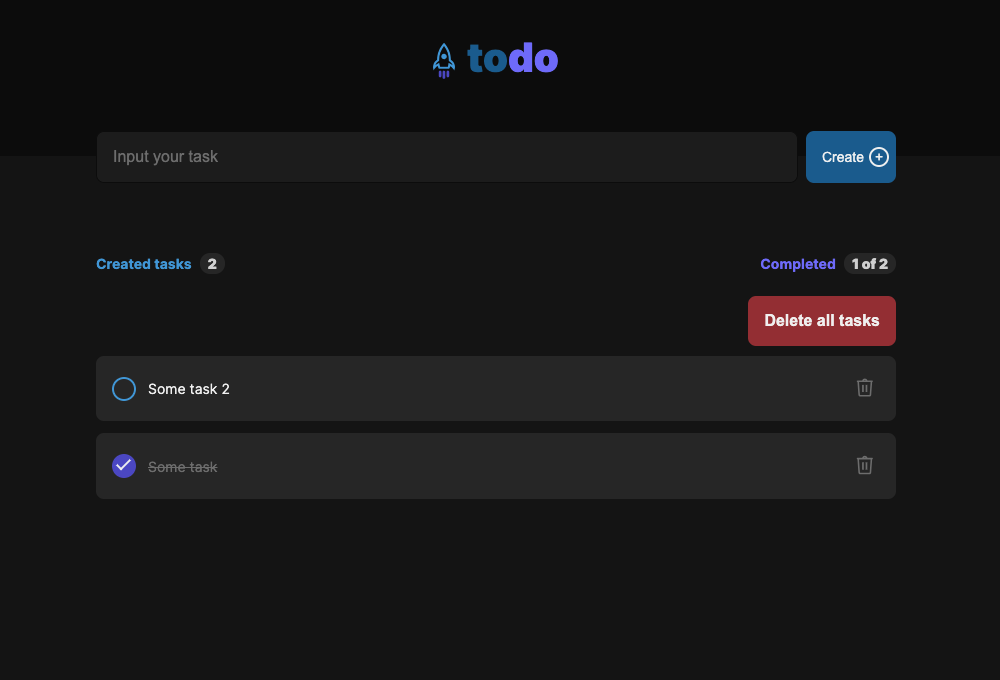 todo
Input your task
Create
Created tasks 2
Completed 1 of 2
Delete all tasks
Some task 2
Some task